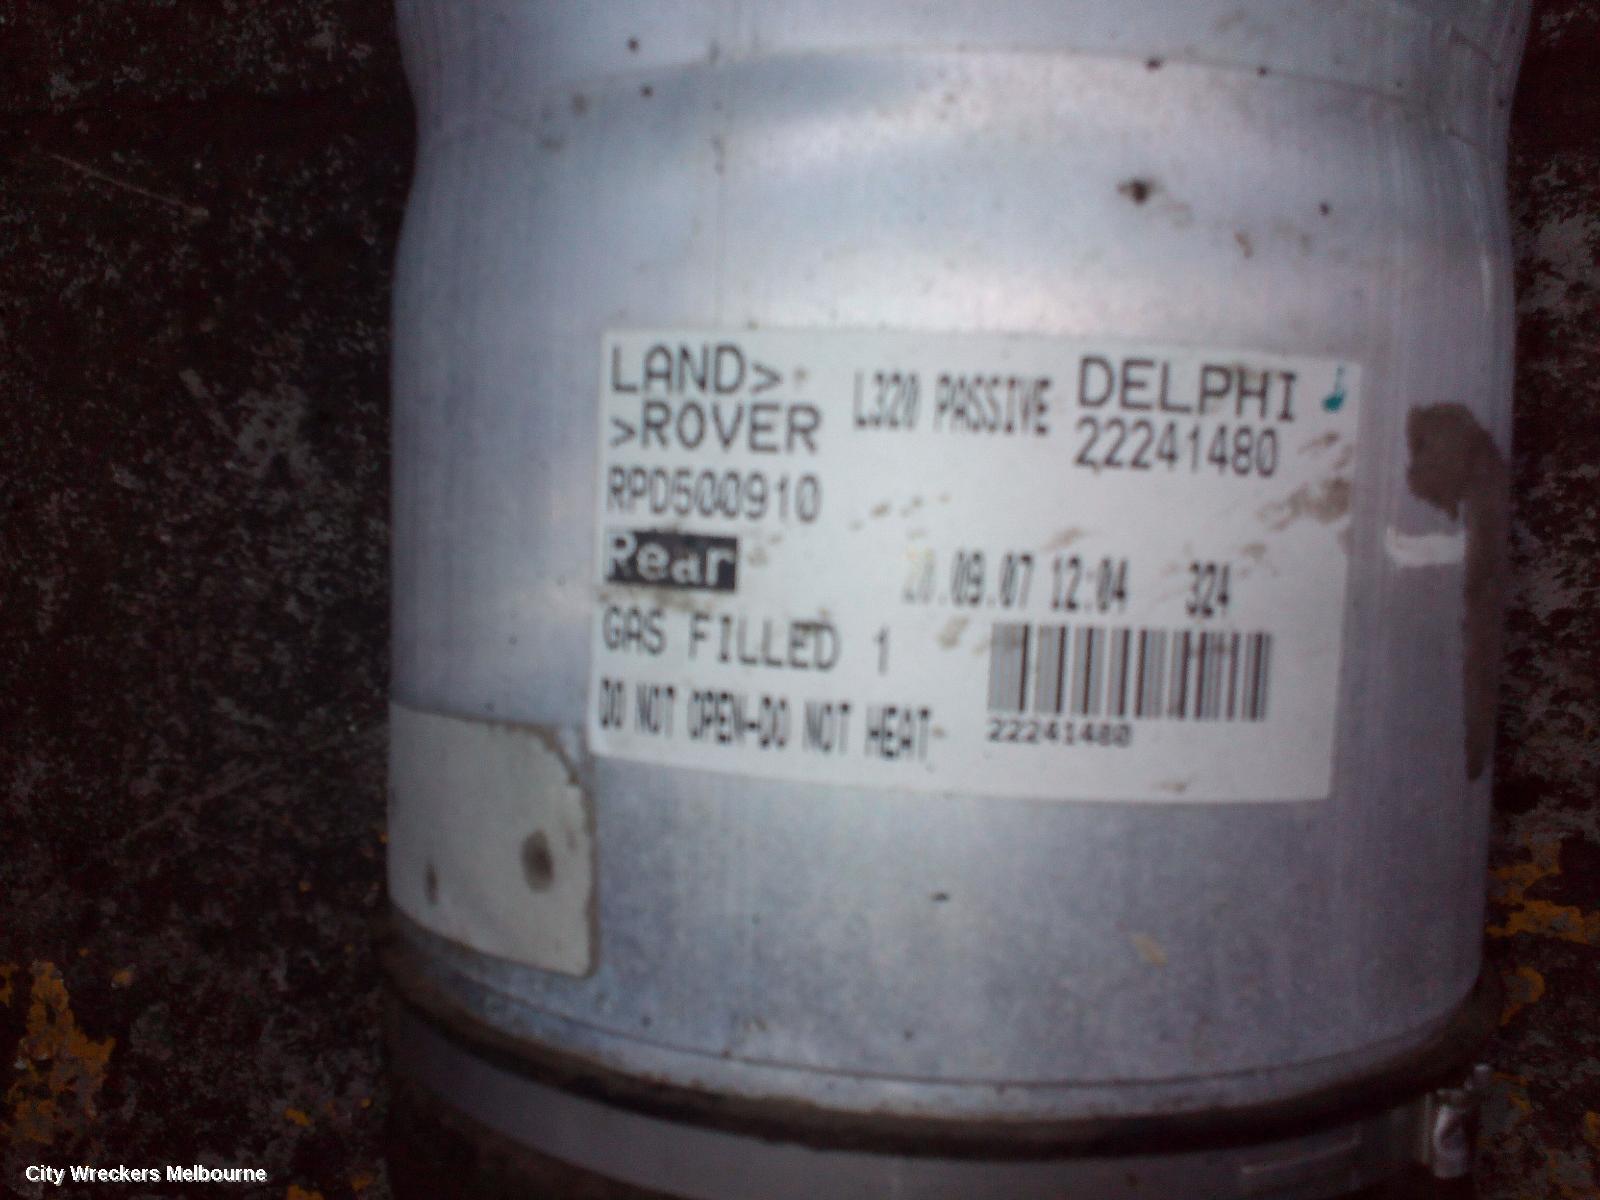 LAND>
>ROVER
L320 PASSIVE
DELPHI
22241480
RPD500910
Rear
.09.07 12:04 324
GAS FILLED 1
DO NOT OPEN-DO NOT HEAT
22241480
City Wreckers Melbourne